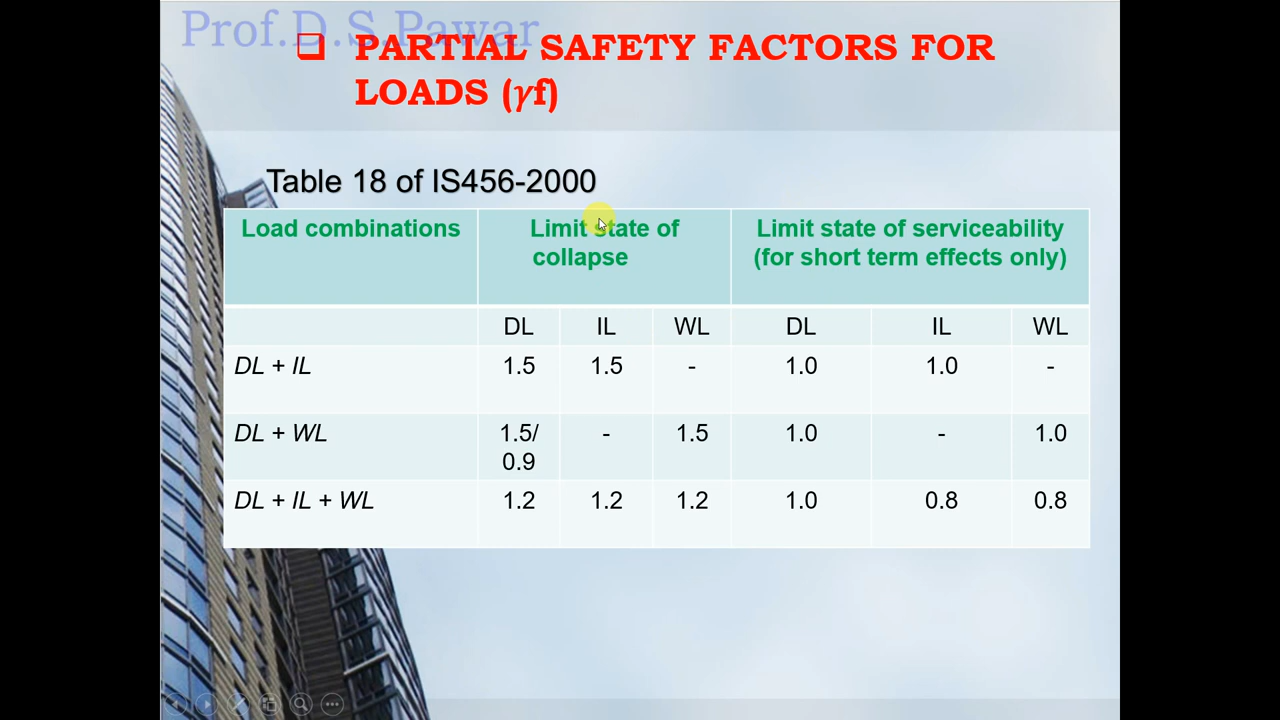 Prof.D.S.Pawar
❑ PARTIAL SAFETY FACTORS FOR
LOADS (γf)
Table 18 of IS456-2000
Load combinations Limit state of collapse Limit state of serviceability (for short term effects only)
DL IL WL DL IL WL
DL + IL 1.5 1.5 - 1.0 1.0 -
DL + WL 1.5/ 0.9 - 1.5 1.0 - 1.0
DL + IL + WL 1.2 1.2 1.2 1.0 0.8 0.8